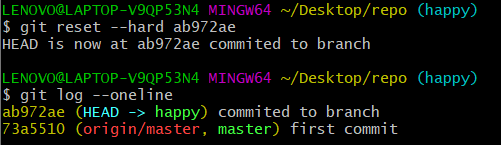 LENOVO@LAPTOP-V9QP53N4 MINGW64 ~/Desktop/repo (happy)
$ git reset --hard ab972ae
HEAD is now at ab972ae commited to branch
LENOVO@LAPTOP-V9QP53N4 MINGW64 ~/Desktop/repo (happy)
$ git log --oneline
ab972ae (HEAD -> happy) commited to branch
73a5510 (origin/master, master) first commit